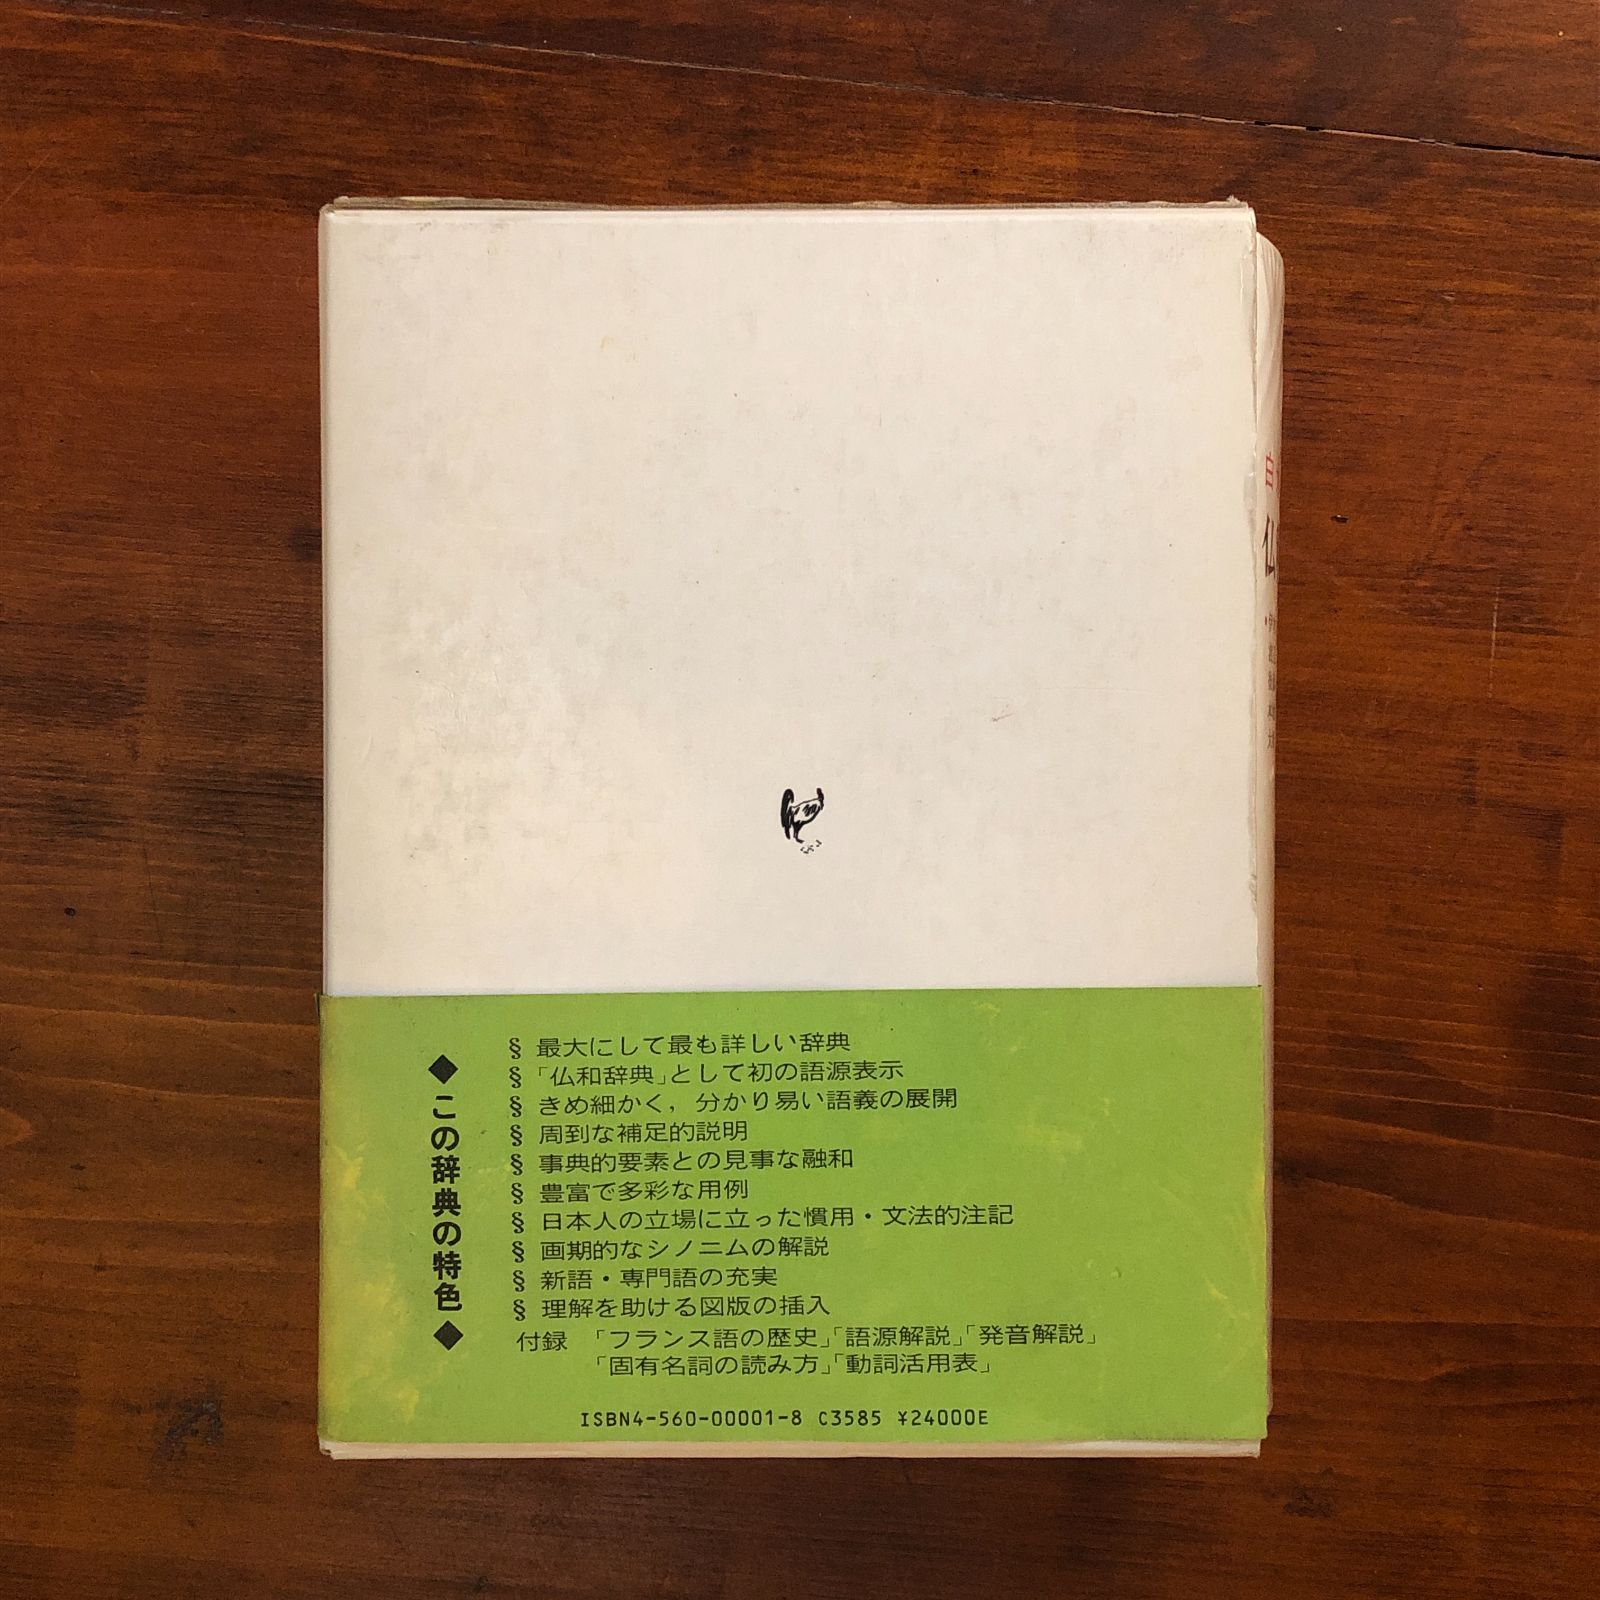 ◆この辞典の特色◆
§ 最大にして最も詳しい辞典
§「仏和辞典」として初の語源表示
§ きめ細かく，分かり易い語義の展開
§ 周到な補足的説明
§ 事典的要素との見事な融和
§ 豊富で多彩な用例
§ 日本人の立場に立った慣用・文法的注記
§ 画期的なシノニムの解説
§ 新語・専門語の充実
§ 理解を助ける図版の挿入
付録 「フランス語の歴史」「語源解説」「発音解説」
「固有名詞の読み方」「動詞活用表」
ISBN4-560-00001-8 C3585 ¥24000E
仏